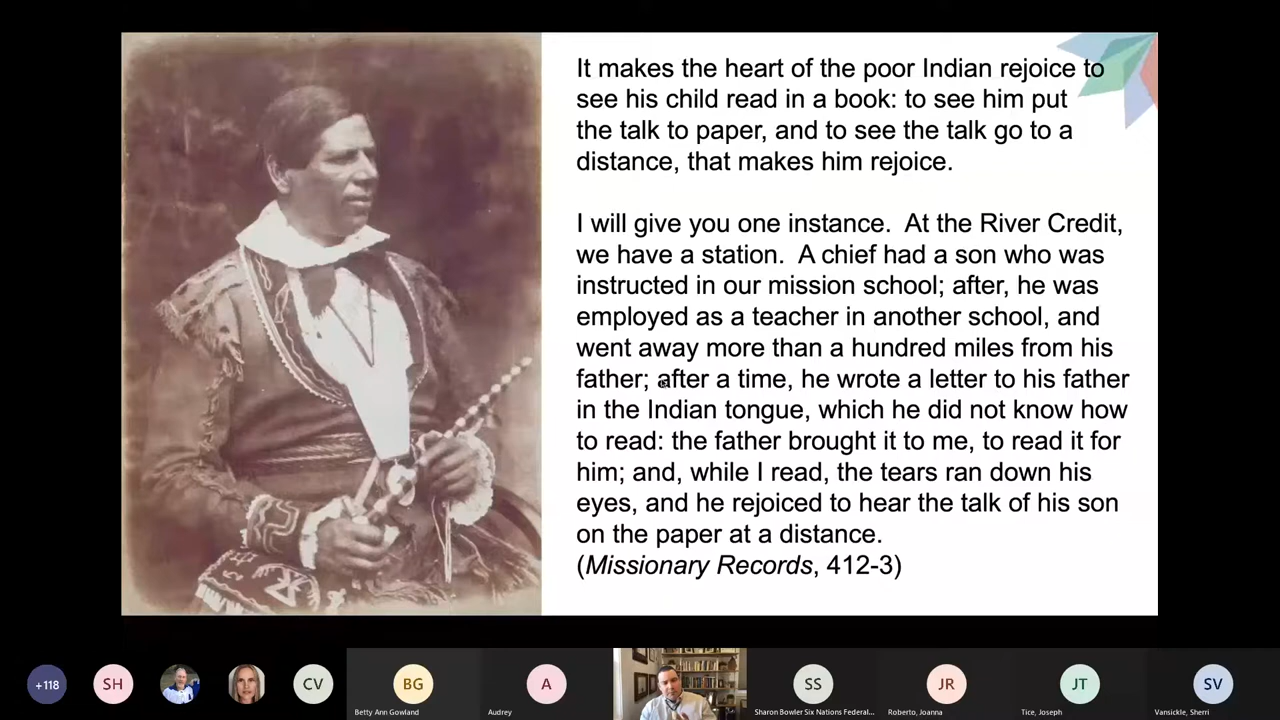 It makes the heart of the poor Indian rejoice to
see his child read in a book: to see him put
the talk to paper, and to see the talk go to a
distance, that makes him rejoice.
I will give you one instance.  At the River Credit,
we have a station.  A chief had a son who was
instructed in our mission school; after, he was
employed as a teacher in another school, and
went away more than a hundred miles from his
father; after a time, he wrote a letter to his father
in the Indian tongue, which he did not know how
to read: the father brought it to me, to read it for
him; and, while I read, the tears ran down his
eyes, and he rejoiced to hear the talk of his son
on the paper at a distance.
(Missionary Records, 412-3)
+118
SH
CV
BG
A
SS
JR
JT
SV
Betty Ann Gowland
Audrey
Sharon Bowler Six Nations Federal...
Roberto, Joanna
Tice, Joseph
Vansickle, Sherri